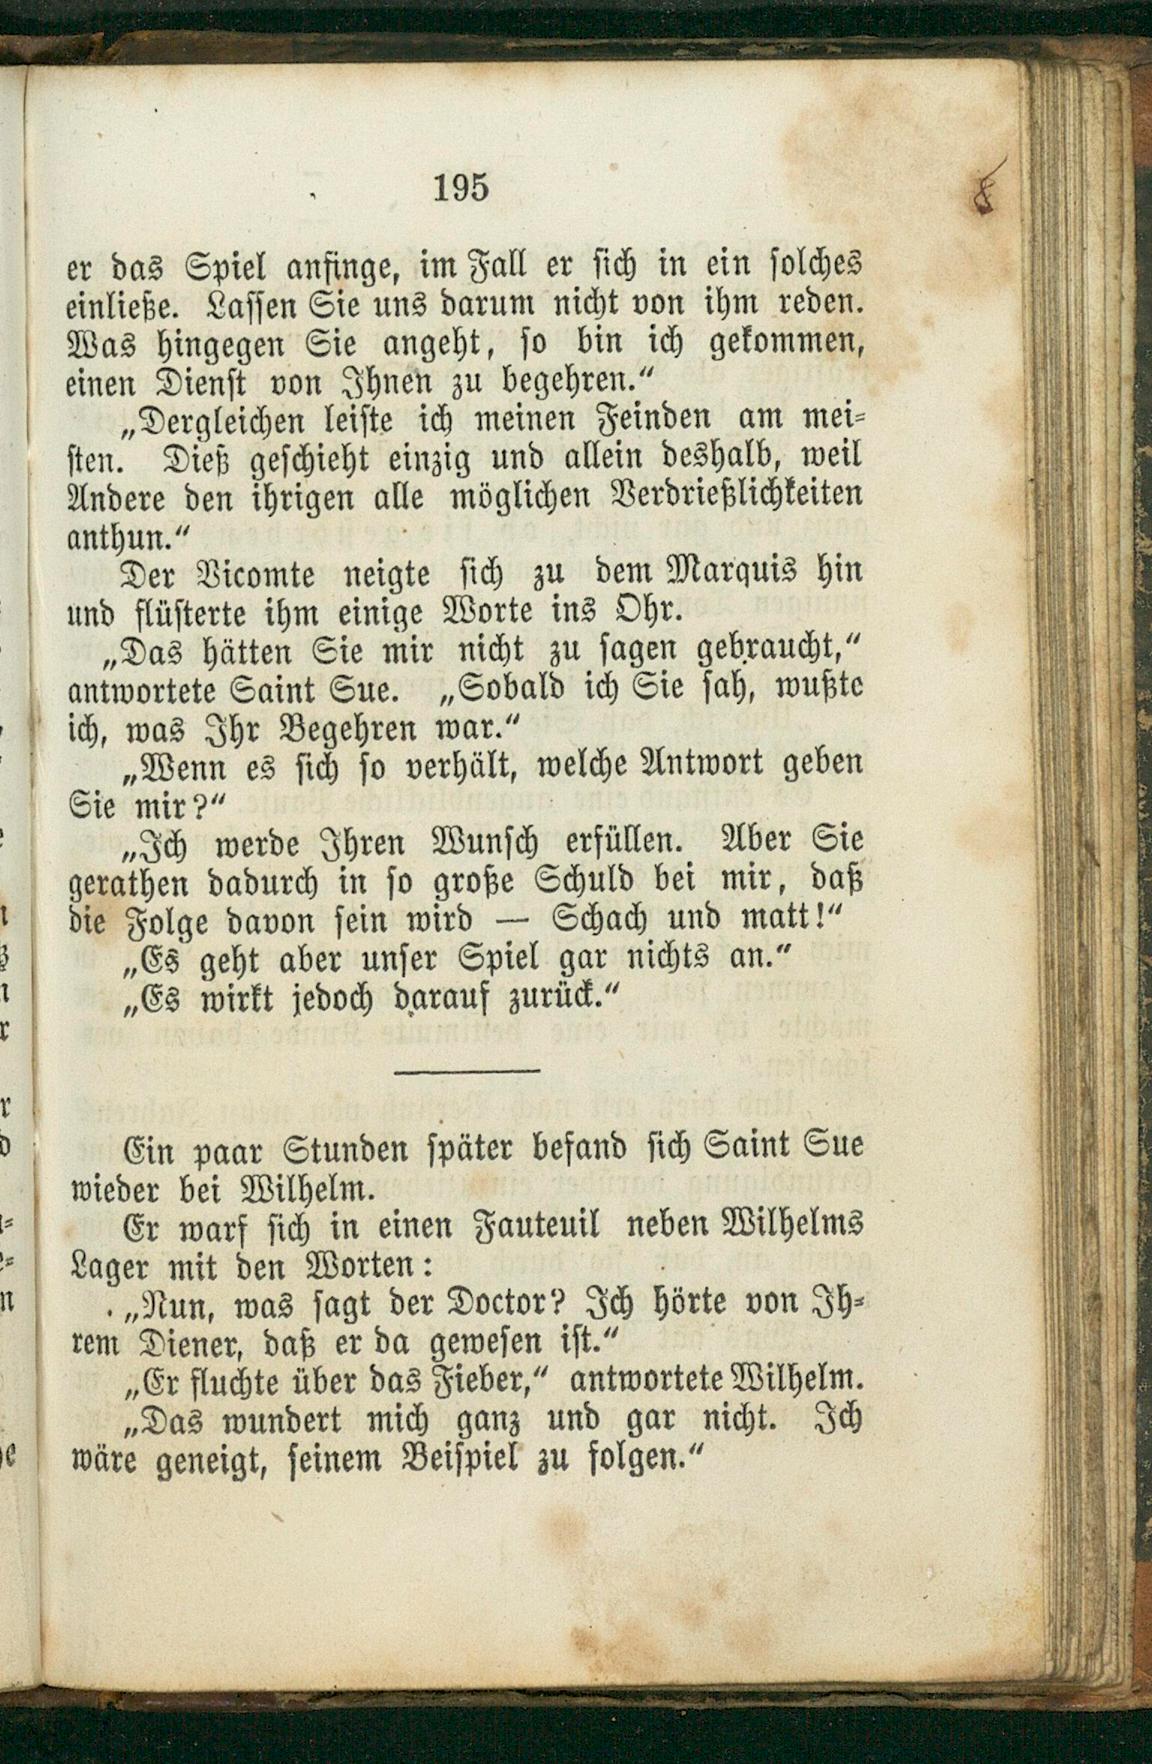 195
er das Spiel anfinge, im Fall er sich in ein solches
einließe. Lassen Sie uns darum nicht von ihm reden.
Was hingegen Sie angeht, so bin ich gekommen,
einen Dienst von Ihnen zu begehren.“
„Dergleichen leiste ich meinen Feinden am mei=
sten. Dieß geschieht einzig und allein deshalb, weil
Andere den ihrigen alle möglichen Verdrießlichkeiten
anthun.“
Der Vicomte neigte sich zu dem Marquis hin
und flüsterte ihm einige Worte ins Ohr.
„Das hätten Sie mir nicht zu sagen gebraucht,“
antwortete Saint Sue. „Sobald ich Sie sah, wußte
ich, was Ihr Begehren war.“
„Wenn es sich so verhält, welche Antwort geben
Sie mir?“
„Ich werde Ihren Wunsch erfüllen. Aber Sie
gerathen dadurch in so große Schuld bei mir, daß
die Folge davon sein wird — Schach und matt!“
„Es geht aber unser Spiel gar nichts an.“
„Es wirkt jedoch darauf zurück.“
Ein paar Stunden später befand sich Saint Sue
wieder bei Wilhelm.
Er warf sich in einen Fauteuil neben Wilhelms
Lager mit den Worten:
„Nun, was sagt der Doctor? Ich hörte von Ih=
rem Diener, daß er da gewesen ist.“
„Er fluchte über das Fieber,“ antwortete Wilhelm.
„Das wundert mich ganz und gar nicht. Ich
wäre geneigt, seinem Beispiel zu folgen.“